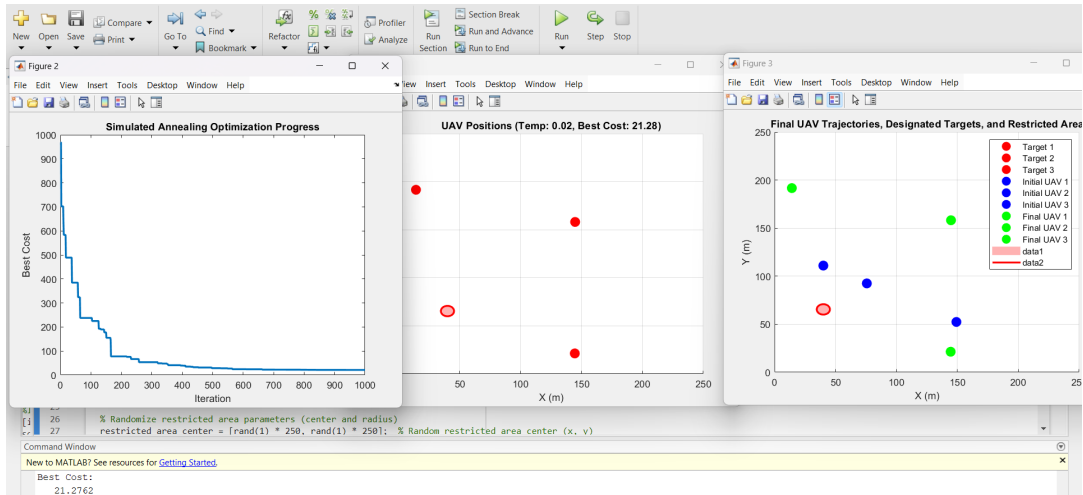 New
Open
Save
Compare
Print
Go To
Find
Bookmark
Refactor
Profiler
Analyze
Run
Section
Section Break
Run and Advance
Run to End
Run
Step
Stop
Figure 2
File Edit View Insert Tools Desktop Window Help
Simulated Annealing Optimization Progress
Best Cost
1000
900
800
700
600
500
400
300
200
100
0
0 100 200 300 400 500 600 700 800 900 1000
Iteration
Insert Tools Desktop Window Help
UAV Positions (Temp: 0.02, Best Cost: 21.28)
50 100 150 200 250
X (m)
Figure 3
File Edit View Insert Tools Desktop Window Help
Final UAV Trajectories, Designated Targets, and Restricted Area
Y (m)
250
200
150
100
50
0
0 50 100 150 200
X (m)
Target 1
Target 2
Target 3
Initial UAV 1
Initial UAV 2
Initial UAV 3
Final UAV 1
Final UAV 2
Final UAV 3
data1
data2
26 % Randomize restricted area parameters (center and radius)
27 restricted_area_center = [rand(1) * 250, rand(1) * 250]; % Random restricted area center (x, y)
Command Window
New to MATLAB? See resources for Getting Started.
Best Cost:
21.2762